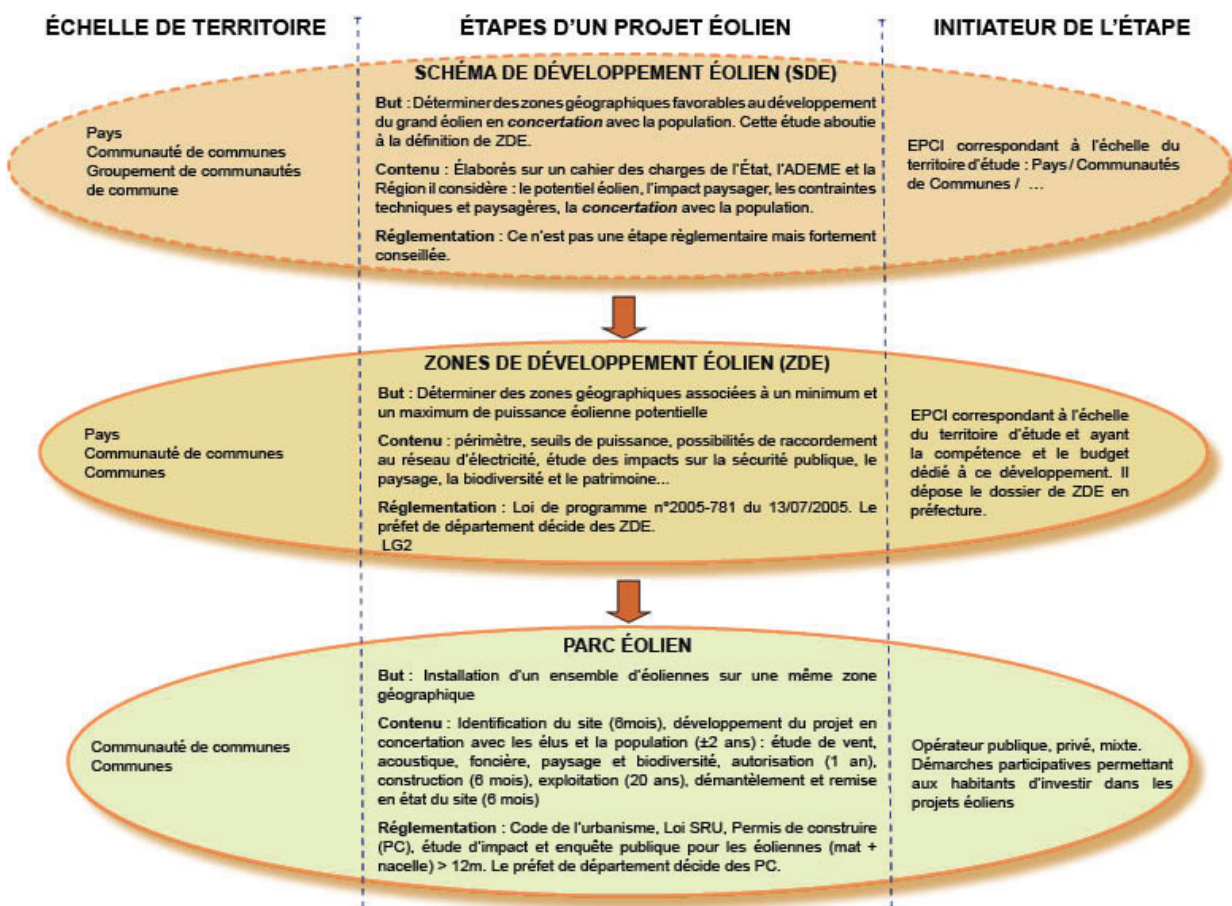 ÉCHELLE DE TERRITOIRE
ÉTAPES D'UN PROJET ÉOLIEN
INITIATEUR DE L'ÉTAPE
SCHÉMA DE DÉVELOPPEMENT ÉOLIEN (SDE)
Pays
Communauté de communes
Groupement de communautés
de commune
But : Déterminer des zones géographiques favorables au développement
du grand éolien en concertation avec la population. Cette étude aboutie
à la définition de ZDE.
Contenu : Élaborés sur un cahier des charges de l'État, l'ADEME et la
Région il considère : le potentiel éolien, l'impact paysager, les contraintes
techniques et paysagères, la concertation avec la population.
Réglementation : Ce n'est pas une étape règlementaire mais fortement
conseillée.
EPCI correspondant à l'échelle du
territoire d'étude : Pays / Communautés
de Communes / ...
ZONES DE DÉVELOPPEMENT ÉOLIEN (ZDE)
Pays
Communauté de communes
Communes
But : Déterminer des zones géographiques associées à un minimum et
un maximum de puissance éolienne potentielle
Contenu : périmètre, seuils de puissance, possibilités de raccordement
au réseau d'électricité, étude des impacts sur la sécurité publique, le
paysage, la biodiversité et le patrimoine...
Réglementation : Loi de programme n°2005-781 du 13/07/2005. Le
préfet de département décide des ZDE.
LG2
EPCI correspondant à l'échelle
du territoire d'étude et ayant
la compétence et le budget
dédié à ce développement. Il
dépose le dossier de ZDE en
préfecture.
PARC ÉOLIEN
Communauté de communes
Communes
But : Installation d'un ensemble d'éoliennes sur une même zone
géographique
Contenu : Identification du site (6mois), développement du projet en
concertation avec les élus et la population (±2 ans) : étude de vent,
acoustique, foncière, paysage et biodiversité, autorisation (1 an),
construction (6 mois), exploitation (20 ans), démantèlement et remise
en état du site (6 mois)
Réglementation : Code de l'urbanisme, Loi SRU, Permis de construire
(PC), étude d'impact et enquête publique pour les éoliennes (mat +
nacelle) > 12m. Le préfet de département décide des PC.
Opérateur publique, privé, mixte.
Démarches participatives permettant
aux habitants d'investir dans les
projets éoliens